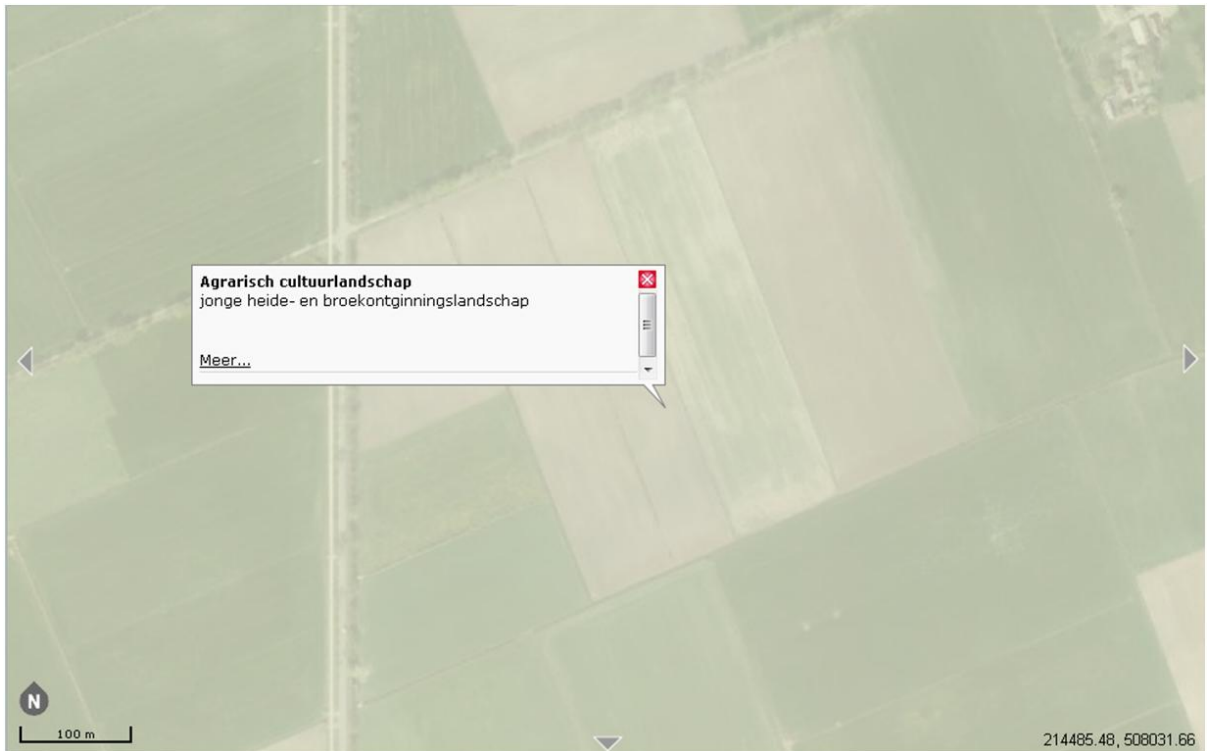 Agrarisch cultuurlandschap
jonge heide- en broekontginningslandschap
Meer...
N
100 m
214485.48, 508031.66